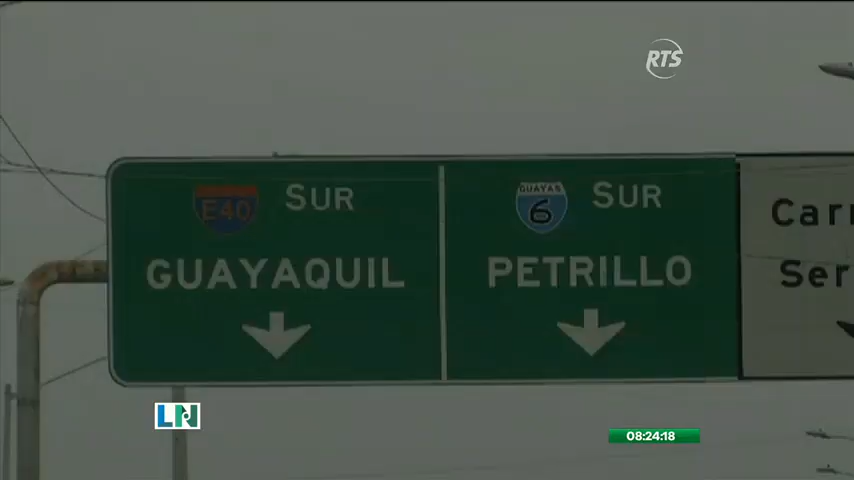 RTS
E40 SUR
GUAYAQUIL
GUAYAS
6 SUR
PETRILLO
LN
08:24:18